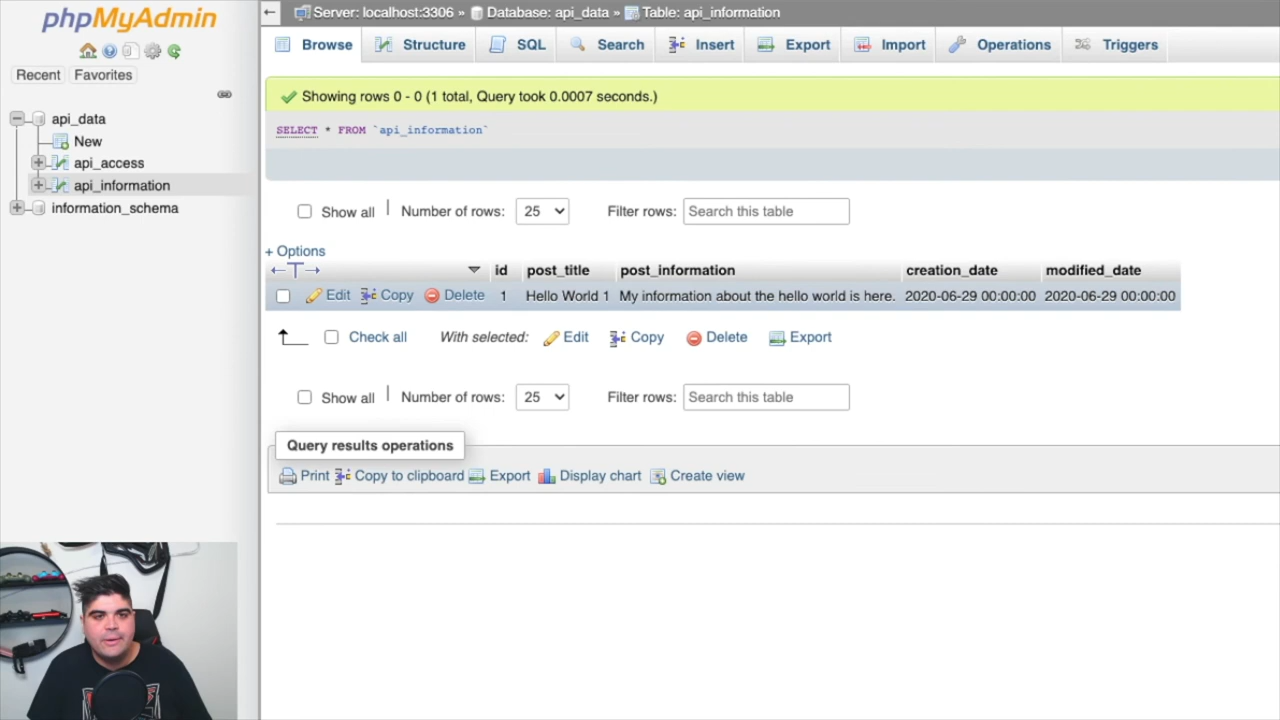 phpMyAdmin
Recent Favorites
api_data
New
api_access
api_information
information_schema
Server: localhost:3306 » Database: api_data » Table: api_information
Browse Structure SQL Search Insert Export Import Operations Triggers
Showing rows 0 - 0 (1 total, Query took 0.0007 seconds.)
SELECT * FROM `api_information`
Show all | Number of rows: 25 Filter rows: Search this table
+ Options
←T→ id post_title post_information creation_date modified_date
Edit Copy Delete 1 Hello World 1 My information about the hello world is here. 2020-06-29 00:00:00 2020-06-29 00:00:00
Check all With selected: Edit Copy Delete Export
Show all | Number of rows: 25 Filter rows: Search this table
Query results operations
Print Copy to clipboard Export Display chart Create view